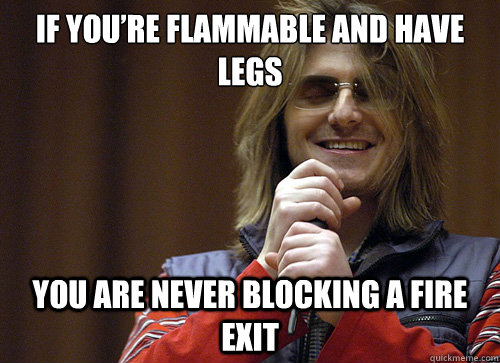 IF YOU’RE FLAMMABLE AND HAVE
LEGS
YOU ARE NEVER BLOCKING A FIRE
EXIT
quickmeme.com